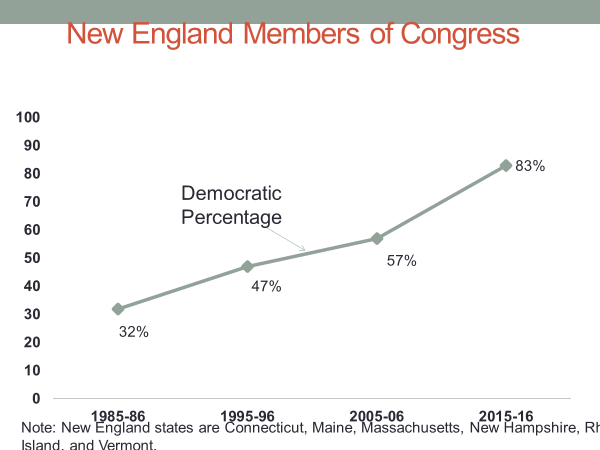 New England Members of Congress
100
90
80
70
60
50
40
30
20
10
0
Democratic
Percentage
32%
47%
57%
83%
1985-86 1995-96 2005-06 2015-16
Note: New England states are Connecticut, Maine, Massachusetts, New Hampshire, Rh
Island, and Vermont.